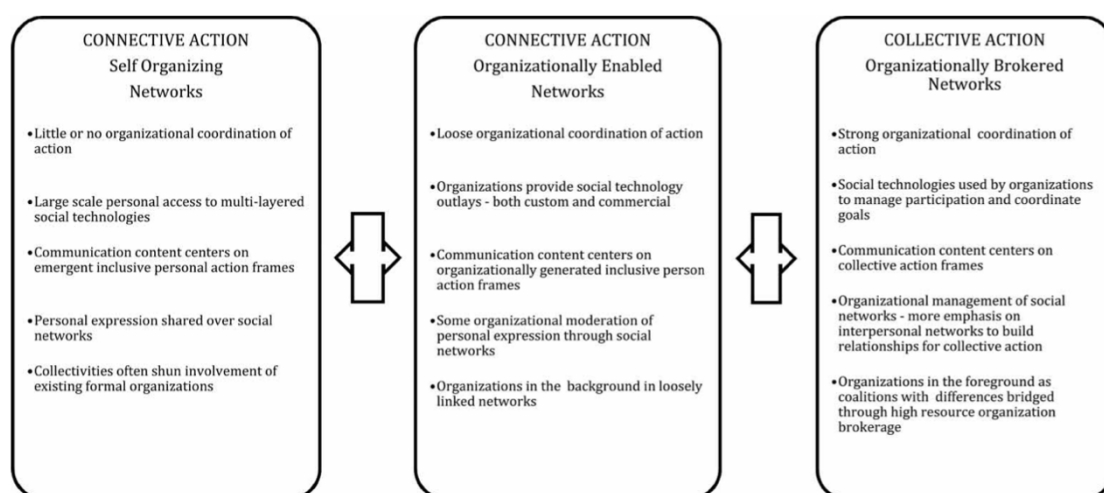 CONNECTIVE ACTION
Self Organizing
Networks
•Little or no organizational coordination of
action
•Large scale personal access to multi-layered
social technologies
•Communication content centers on
emergent inclusive personal action frames
•Personal expression shared over social
networks
•Collectivities often shun involvement of
existing formal organizations
CONNECTIVE ACTION
Organizationally Enabled
Networks
•Loose organizational coordination of action
•Organizations provide social technology
outlays - both custom and commercial
•Communication content centers on
organizationally generated inclusive person
action frames
•Some organizational moderation of
personal expression through social
networks
•Organizations in the background in loosely
linked networks
COLLECTIVE ACTION
Organizationally Brokered
Networks
•Strong organizational coordination of
action
•Social technologies used by organizations
to manage participation and coordinate
goals
•Communication content centers on
collective action frames
•Organizational management of social
networks - more emphasis on
interpersonal networks to build
relationships for collective action
•Organizations in the foreground as
coalitions with differences bridged
through high resource organization
brokerage